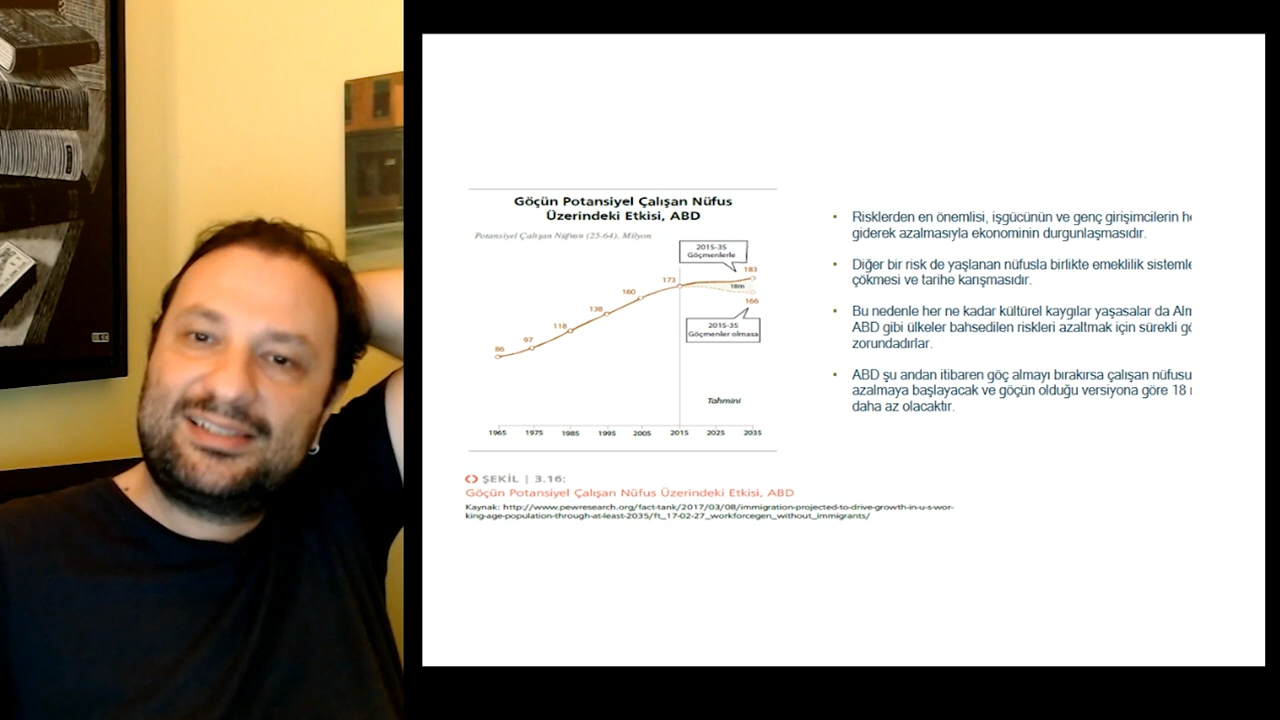 Göçün Potansiyel Çalışan Nüfus
Üzerindeki Etkisi, ABD
Potansiyel Çalışan Nüfusu (25-64), Milyon
2015-35
Göçmenlerle
183
173
18m
160
166
138
2015-35
Göçmenler olmasa
118
97
86
Tahmini
1965 1975 1985 1995 2005 2015 2025 2035
ŞEKİL | 3.16:
Göçün Potansiyel Çalışan Nüfus Üzerindeki Etkisi, ABD
Kaynak: http://www.pewresearch.org/fact-tank/2017/03/08/immigration-projected-to-drive-growth-in-u-s-wor-
king-age-population-through-at-least-2035/ft_17-02-27_workforcegen_without_immigrants/
• Risklerden en önemlisi, işgücünün ve genç girişimcilerin
giderek azalmasıyla ekonominin durgunlaşmasıdır.
• Diğer bir risk de yaşlanan nüfusla birlikte emeklilik
çökmesi ve tarihe karışmasıdır.
• Bu nedenle her ne kadar kültürel kaygılar yaşasalar da
ABD gibi ülkeler bahsedilen riskleri azaltmak için sürekli
zorundadırlar.
• ABD şu andan itibaren göç almayı bırakırsa çalışan nüfusu
azalmaya başlayacak ve göçün olduğu versiyona göre 18
daha az olacaktır.